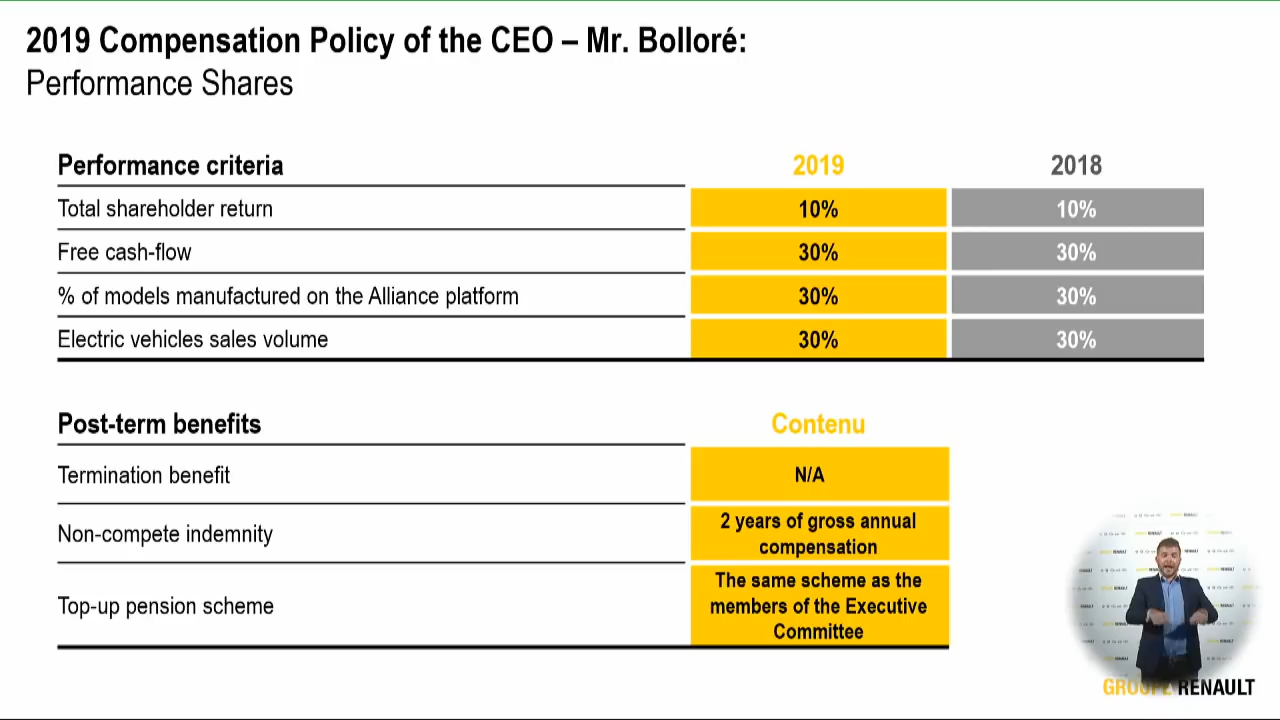 2019 Compensation Policy of the CEO – Mr. Bolloré:
Performance Shares
Performance criteria 2019 2018
Total shareholder return 10% 10%
Free cash-flow 30% 30%
% of models manufactured on the Alliance platform 30% 30%
Electric vehicles sales volume 30% 30%
Post-term benefits Contenu
Termination benefit N/A
Non-compete indemnity 2 years of gross annual
compensation
Top-up pension scheme The same scheme as the
members of the Executive
Committee
GROUPE RENAULT